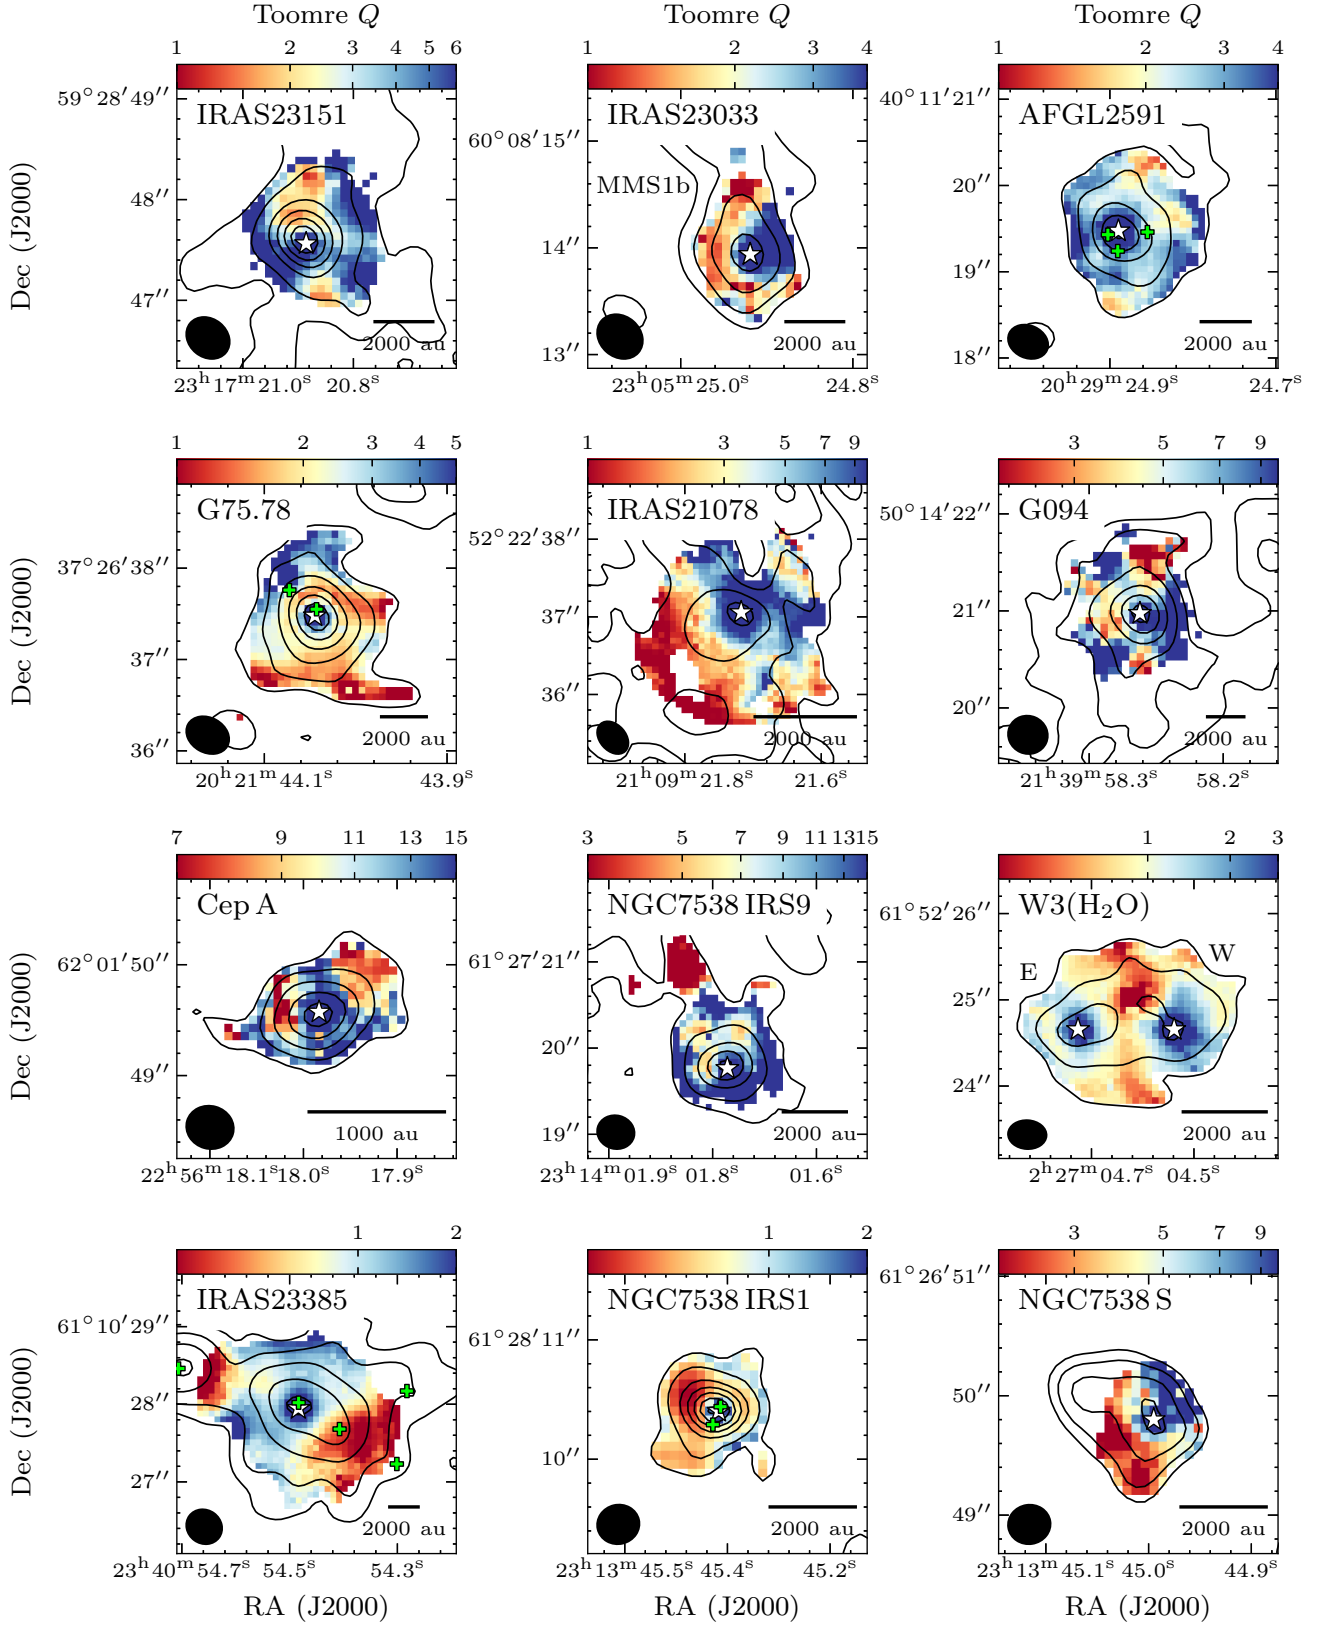 Toomre Q Toomre Q Toomre Q
1 2 3 4 5 6 1 2 3 4 1 2 3 4
59°28′49″ IRAS23151 IRAS23033 40°11′21″ AFGL2591
60°08′15″
48″ MMS1b 20″
Dec (J2000)
14″
47″ 19″
2000 au 2000 au 2000 au
13″ 18″
23ʰ17ᵐ21.0ˢ 20.8ˢ 23ʰ05ᵐ25.0ˢ 24.8ˢ 20ʰ29ᵐ24.9ˢ 24.7ˢ
1 2 3 4 5 1 3 5 7 9 3 5 7 9
G75.78 IRAS21078 50°14′22″ G094
52°22′38″
37°26′38″
Dec (J2000)
37″ 21″
37″
36″ 20″
2000 au 2000 au 2000 au
36″
20ʰ21ᵐ44.1ˢ 43.9ˢ 21ʰ09ᵐ21.8ˢ 21.6ˢ 21ʰ39ᵐ58.3ˢ 58.2ˢ
7 9 11 13 15 3 5 7 9 11 13 15 1 2 3
Cep A NGC7538 IRS9 61°52′26″ W3(H₂O)
62°01′50″ 61°27′21″ E W
25″
Dec (J2000)
20″
49″ 24″
1000 au 2000 au 2000 au
19″
22ʰ56ᵐ18.1ˢ 18.0ˢ 17.9ˢ 23ʰ14ᵐ01.9ˢ 01.8ˢ 01.6ˢ 2ʰ27ᵐ04.7ˢ 04.5ˢ
1 2 1 2 3 5 7 9
IRAS23385 NGC7538 IRS1 61°26′51″ NGC7538 S
61°10′29″ 61°28′11″
28″ 50″
Dec (J2000)
27″ 10″
49″
2000 au 2000 au 2000 au
23ʰ40ᵐ54.7ˢ 54.5ˢ 54.3ˢ 23ʰ13ᵐ45.5ˢ 45.4ˢ 45.2ˢ 23ʰ13ᵐ45.1ˢ 45.0ˢ 44.9ˢ
RA (J2000) RA (J2000) RA (J2000)